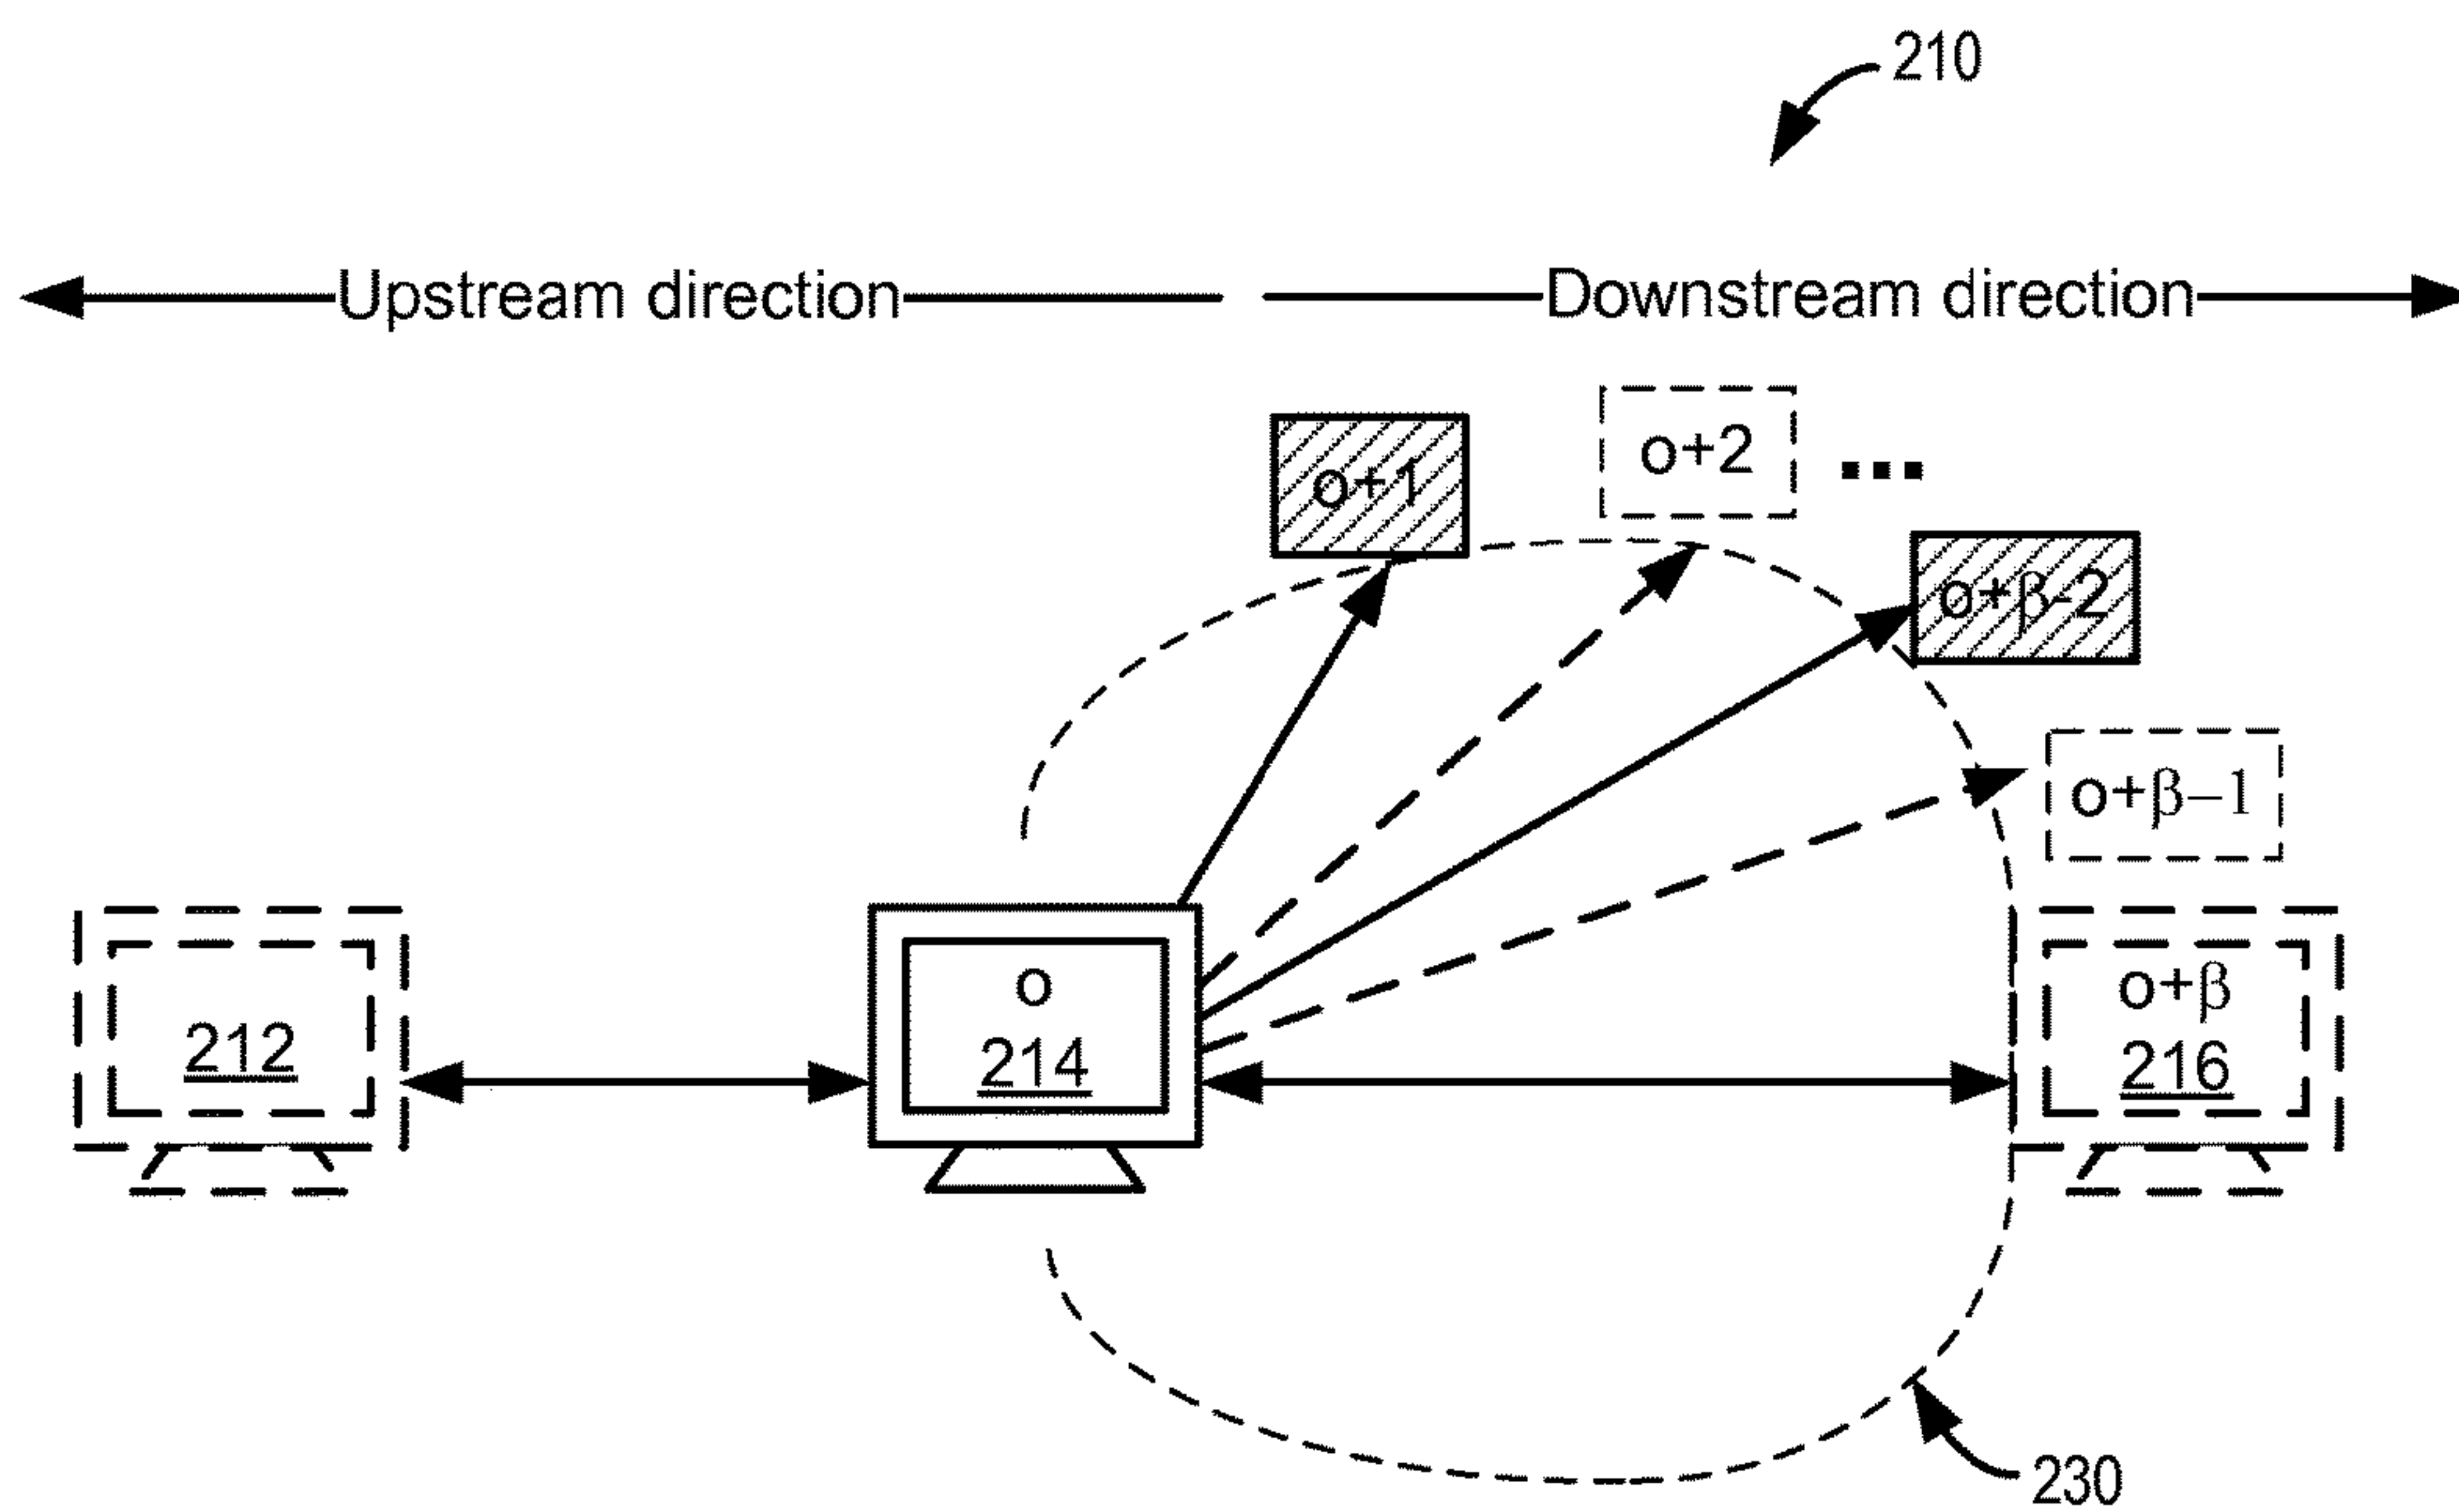 210
Upstream direction
Downstream direction
o+1
o+2
...
o+β-2
o+β–1
212
o
214
o+β
216
230